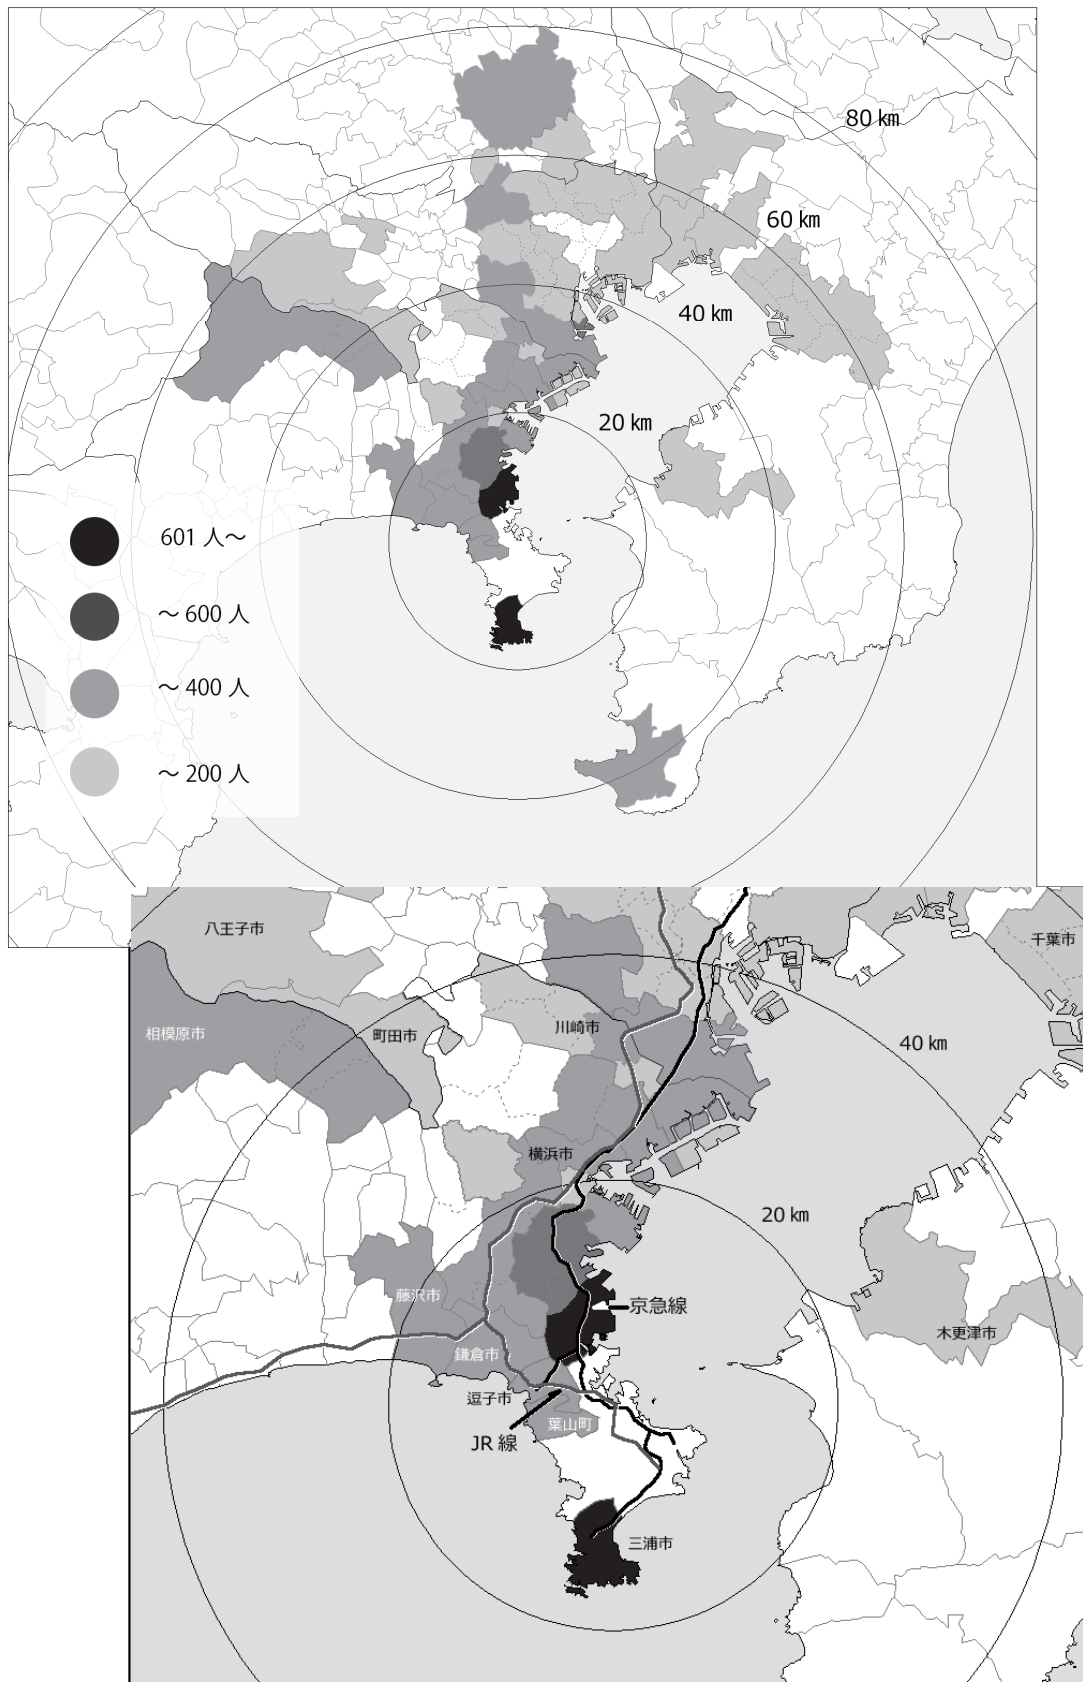 80 km
60 km
40 km
20 km
601 人~
~ 600 人
~ 400 人
~ 200 人
八王子市
千葉市
相模原市
町田市
川崎市
40 km
横浜市
20 km
藤沢市
京急線
鎌倉市
木更津市
逗子市
葉山町
JR 線
三浦市